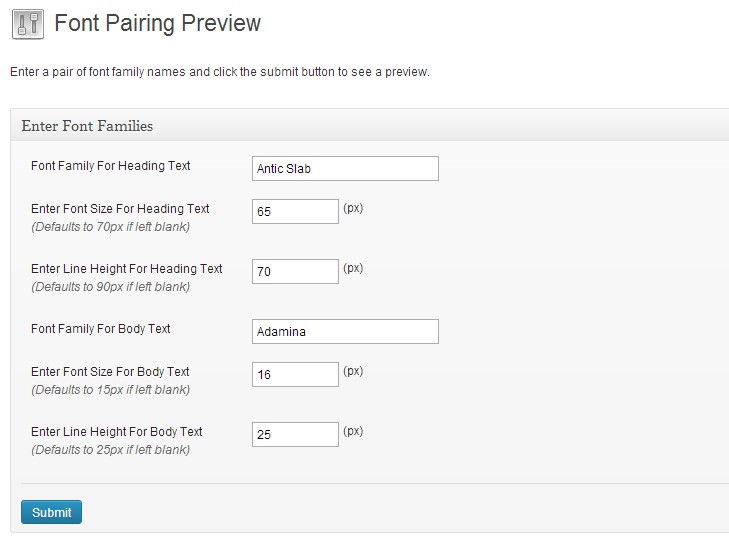 Font Pairing Preview
Enter a pair of font family names and click the submit button to see a preview.
Enter Font Families
Font Family For Heading Text
Antic Slab
Enter Font Size For Heading Text
(Defaults to 70px if left blank)
65
(px)
Enter Line Height For Heading Text
(Defaults to 90px if left blank)
70
(px)
Font Family For Body Text
Adamina
Enter Font Size For Body Text
(Defaults to 15px if left blank)
16
(px)
Enter Line Height For Body Text
(Defaults to 25px if left blank)
25
(px)
Submit